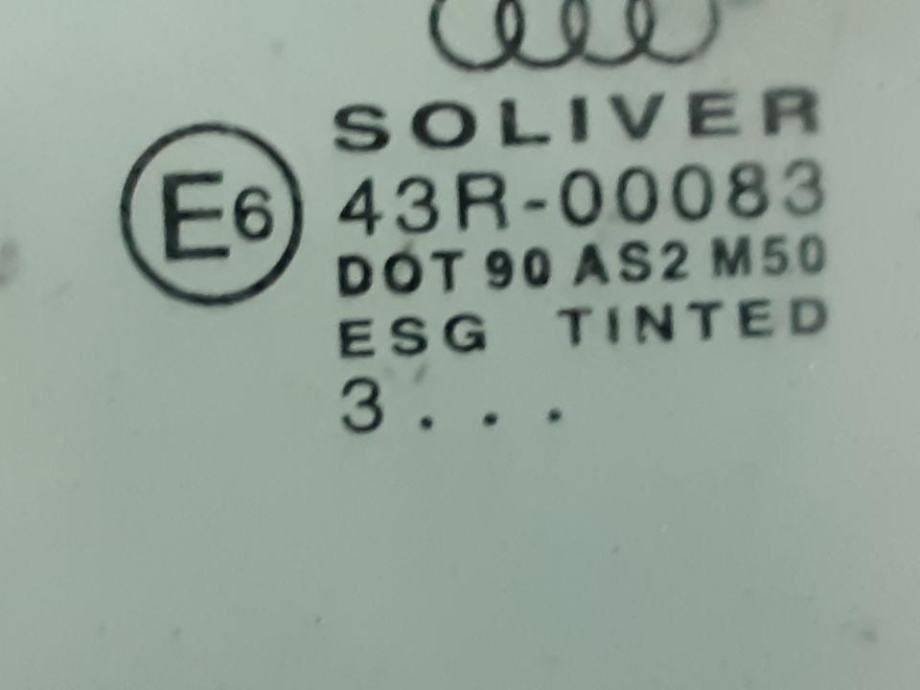 SOLIVER
E6
43R-00083
DOT 90 AS2 M50
ESG TINTED
3 . . .